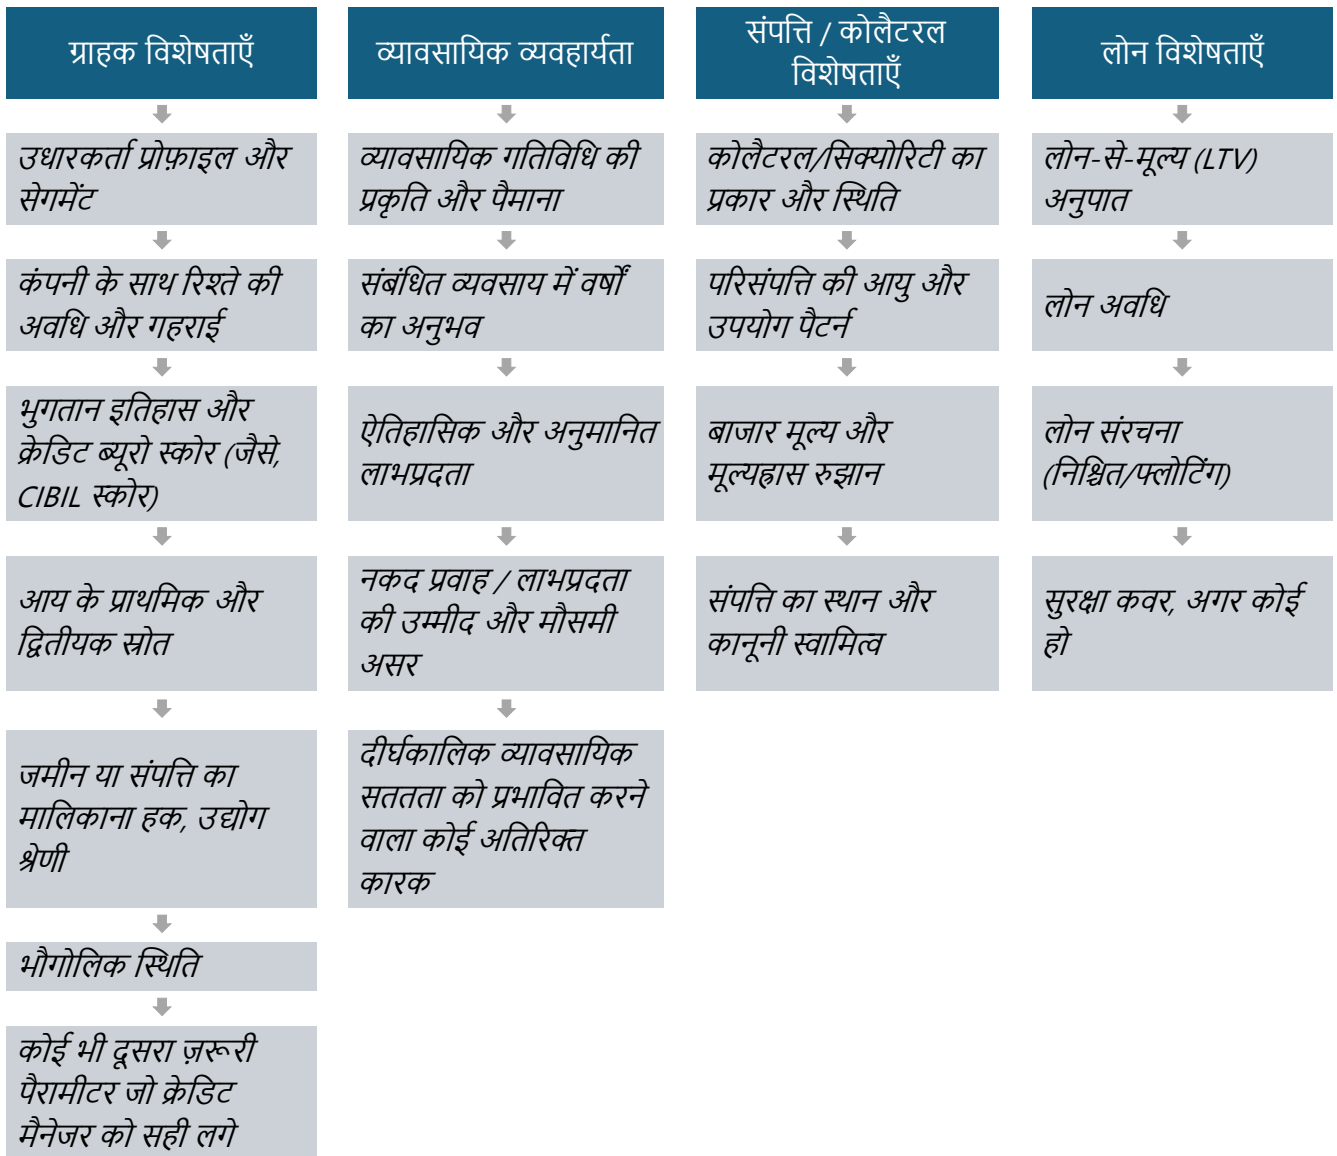 ग्राहक विशेषताएँ
उधारकर्ता प्रोफ़ाइल और
सेगमेंट
कंपनी के साथ रिश्ते की
अवधि और गहराई
भुगतान इतिहास और
क्रेडिट ब्यूरो स्कोर (जैसे,
CIBIL स्कोर)
आय के प्राथमिक और
द्वितीयक स्रोत
जमीन या संपत्ति का
मालिकाना हक, उद्योग
श्रेणी
भौगोलिक स्थिति
कोई भी दूसरा ज़रूरी
पैरामीटर जो क्रेडिट
मैनेजर को सही लगे
व्यावसायिक व्यवहार्यता
व्यावसायिक गतिविधि की
प्रकृति और पैमाना
संबंधित व्यवसाय में वर्षों
का अनुभव
ऐतिहासिक और अनुमानित
लाभप्रदता
नकद प्रवाह / लाभप्रदता
की उम्मीद और मौसमी
असर
दीर्घकालिक व्यावसायिक
सततता को प्रभावित करने
वाला कोई अतिरिक्त
कारक
संपत्ति / कोलैटरल
विशेषताएँ
कोलैटरल/सिक्योरिटी का
प्रकार और स्थिति
परिसंपत्ति की आयु और
उपयोग पैटर्न
बाजार मूल्य और
मूल्यह्रास रुझान
संपत्ति का स्थान और
कानूनी स्वामित्व
लोन विशेषताएँ
लोन-से-मूल्य (LTV)
अनुपात
लोन अवधि
लोन संरचना
(निश्चित/फ्लोटिंग)
सुरक्षा कवर, अगर कोई
हो